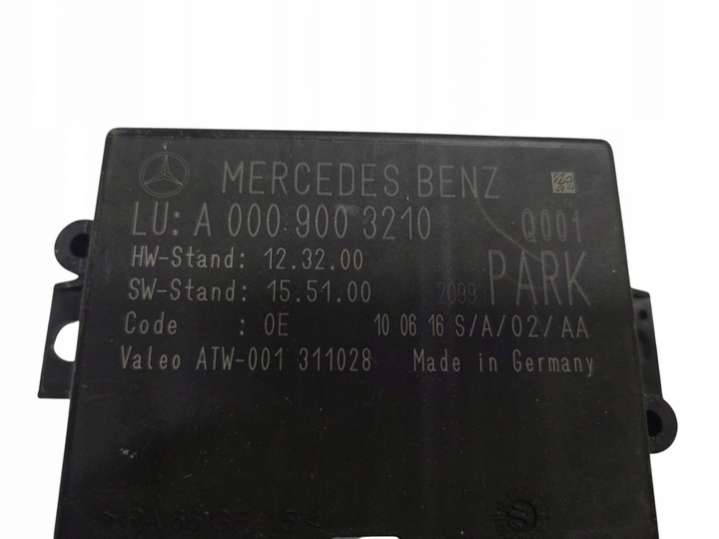 MERCEDES BENZ
LU: A 000 900 3210 Q001
HW-Stand: 12.32.00
SW-Stand: 15.51.00 2099 PARK
Code : 0E 10 06 16 S/A/02/AA
Valeo ATW-001 311028 Made in Germany